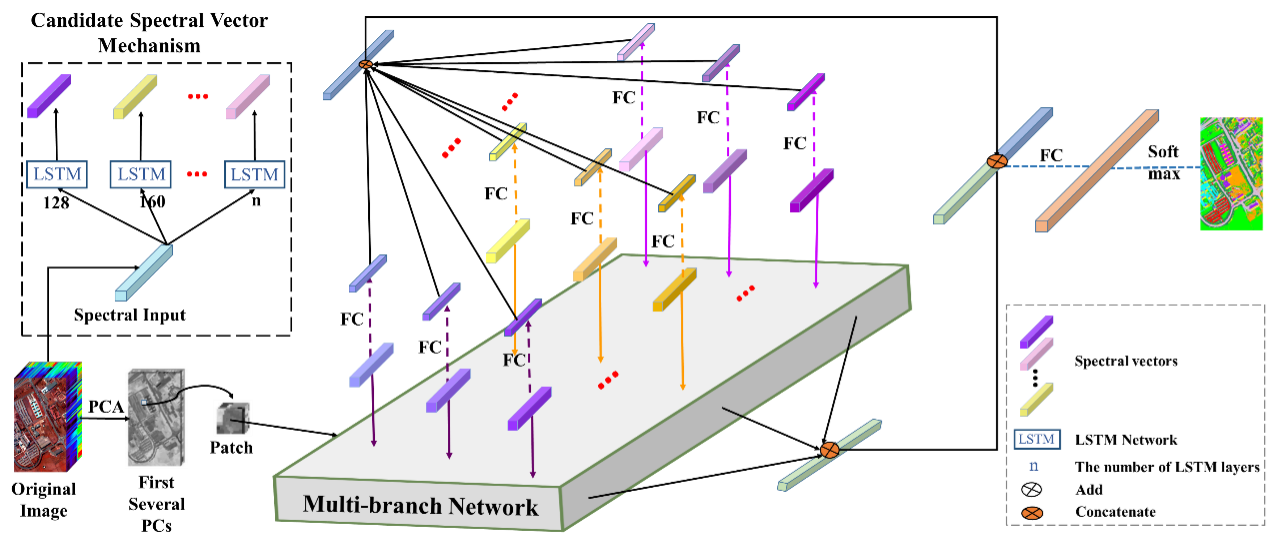 Candidate Spectral Vector
Mechanism
LSTM
LSTM
LSTM
128
160
n
Spectral Input
Original
Image
PCA
First
Several
PCs
Patch
FC
FC
FC
FC
FC
FC
FC
FC
FC
Multi-branch Network
FC
Soft
max
Spectral vectors
LSTM
LSTM Network
n
The number of LSTM layers
Add
Concatenate